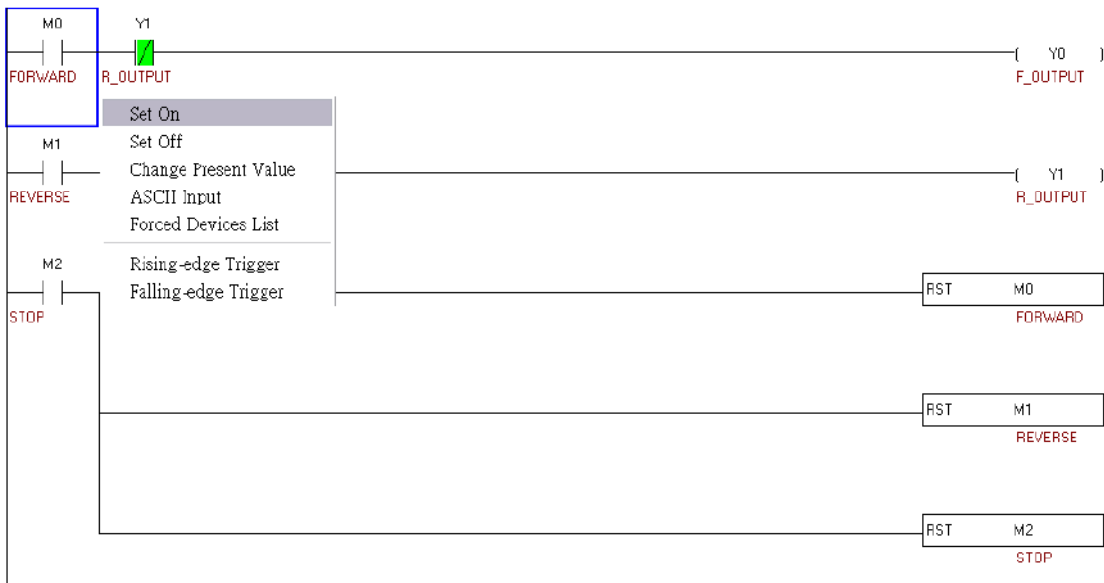 M0 Y1
( Y0 )
FORWARD R_OUTPUT F_OUTPUT
Set On
Set Off
Change Present Value
ASCII Input
Forced Devices List
Rising-edge Trigger
Falling-edge Trigger
M1
( Y1 )
REVERSE R_OUTPUT
M2
RST M0
STOP FORWARD
RST M1
REVERSE
RST M2
STOP